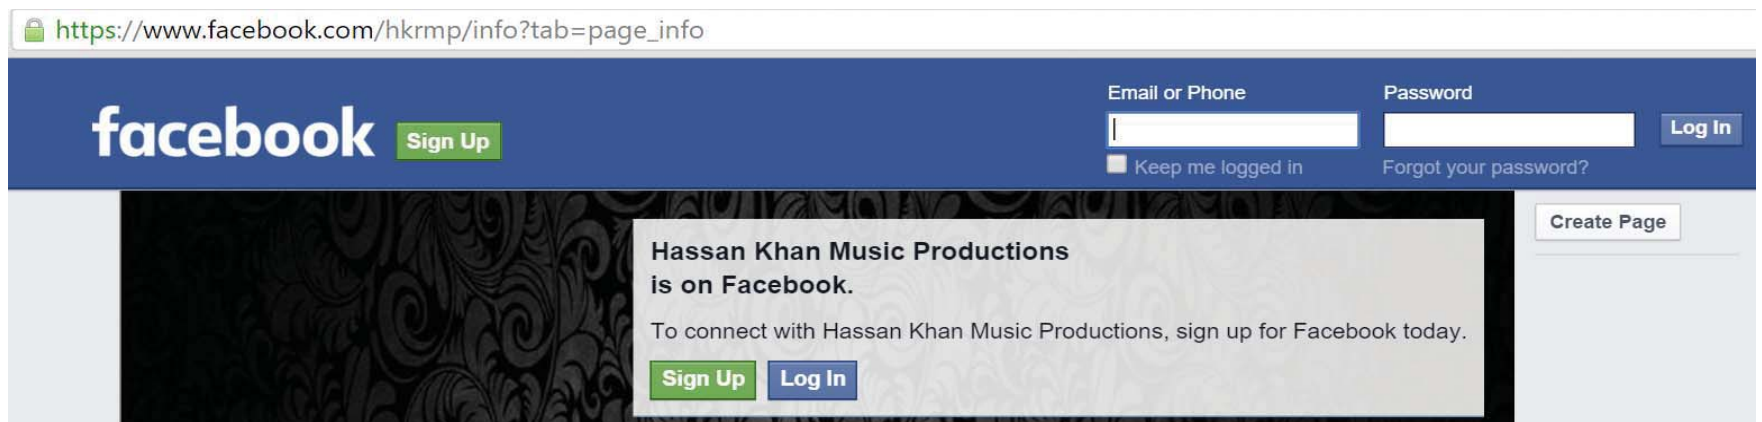 https://www.facebook.com/hkrmp/info?tab=page_info
Email or Phone
Password
facebook
Sign Up
Log In
Keep me logged in
Forgot your password?
Create Page
Hassan Khan Music Productions
is on Facebook.
To connect with Hassan Khan Music Productions, sign up for Facebook today.
Sign Up
Log In